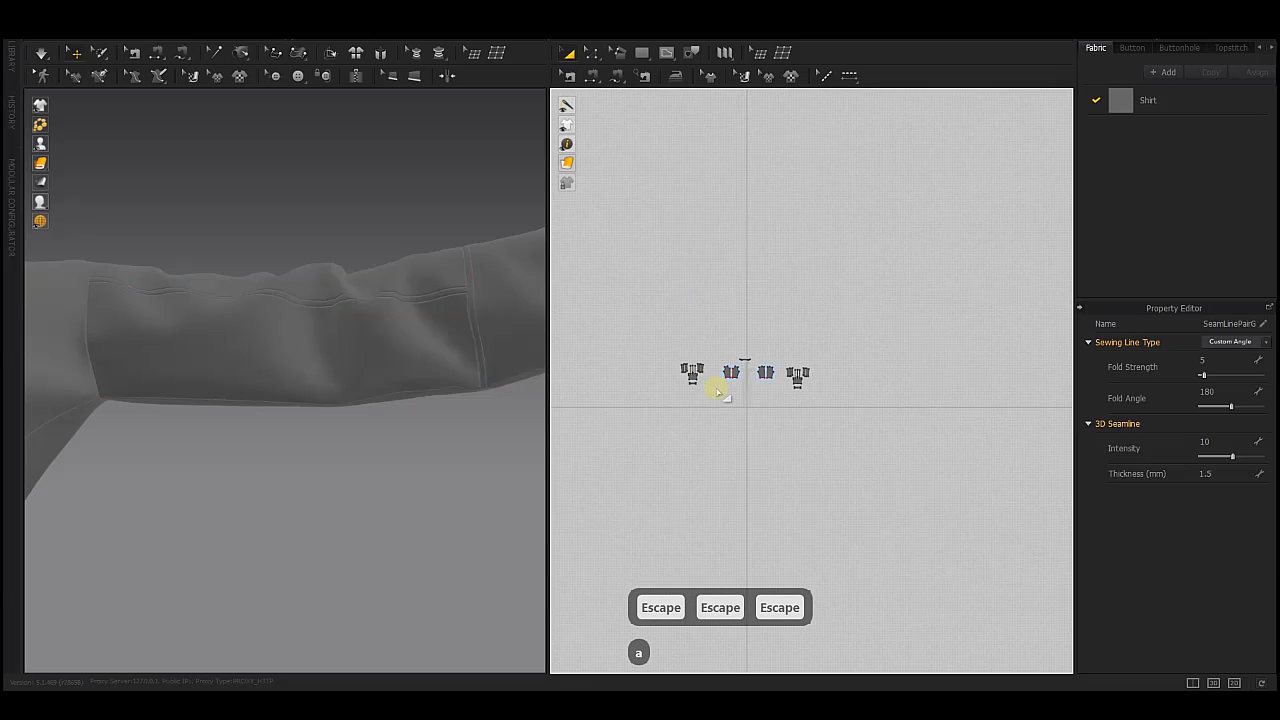 LIBRARY
HISTORY
MODULAR CONFIGURATOR
Fabric
Button
Buttonhole
Topstitch
+ Add
Copy
Assign
Shirt
Property Editor
Name
SeamLinePairG
Sewing Line Type
Custom Angle
Fold Strength
5
Fold Angle
180
3D Seamline
Intensity
10
Thickness (mm)
1.5
Escape Escape Escape
a
3D
2D